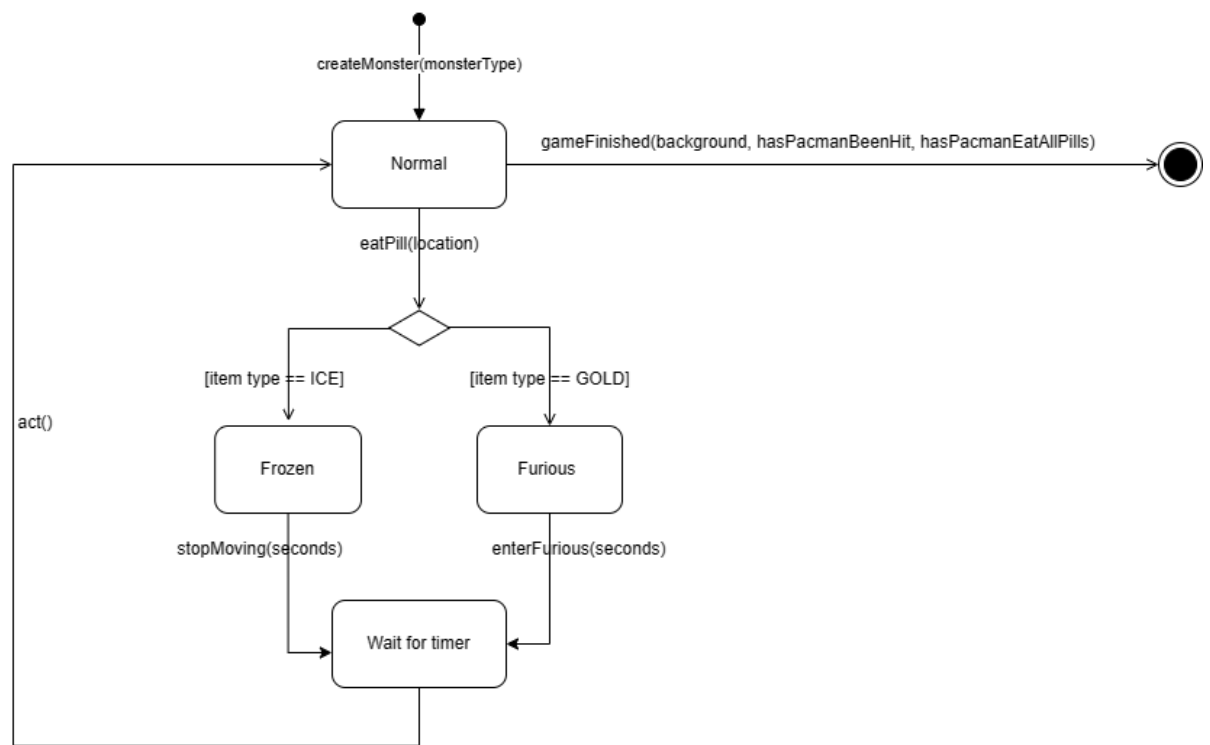 createMonster(monsterType)
gameFinished(background, hasPacmanBeenHit, hasPacmanEatAllPills)
Normal
eatPill(location)
[item type == ICE]
[item type == GOLD]
act()
Frozen
Furious
stopMoving(seconds)
enterFurious(seconds)
Wait for timer